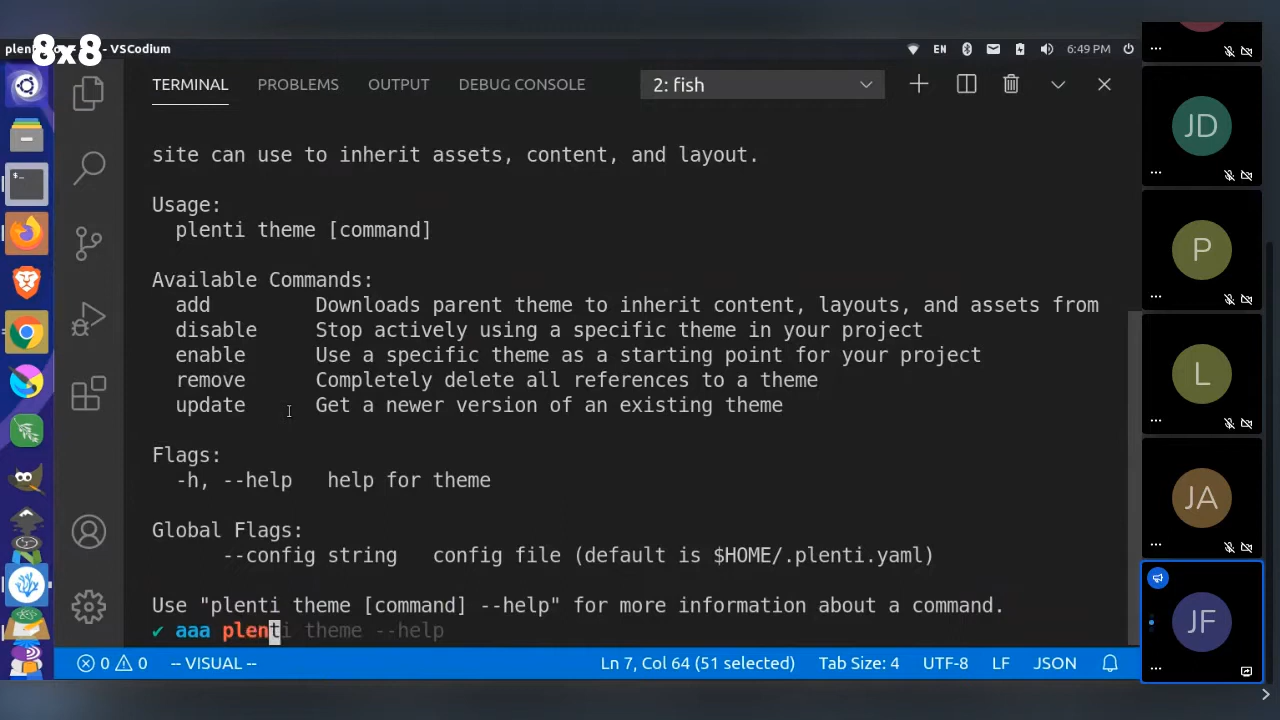 8x8
plen
- VSCodium
EN
6:49 PM
TERMINAL
PROBLEMS
OUTPUT
DEBUG CONSOLE
2: fish
site can use to inherit assets, content, and layout.
Usage:
plenti theme [command]
Available Commands:
add Downloads parent theme to inherit content, layouts, and assets from
disable Stop actively using a specific theme in your project
enable Use a specific theme as a starting point for your project
remove Completely delete all references to a theme
update Get a newer version of an existing theme
Flags:
-h, --help help for theme
Global Flags:
--config string config file (default is $HOME/.plenti.yaml)
Use "plenti theme [command] --help" for more information about a command.
✔ aaa plenti theme --help
0 0 -- VISUAL -- Ln 7, Col 64 (51 selected) Tab Size: 4 UTF-8 LF JSON
JD
P
L
JA
JF